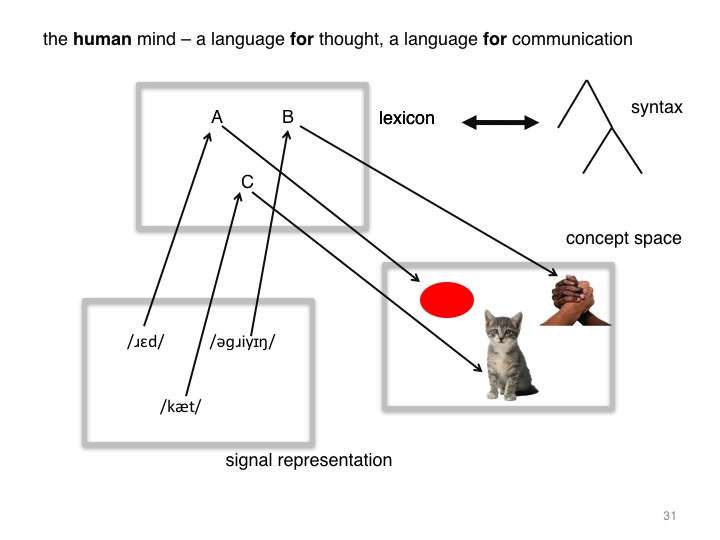 the human mind – a language for thought, a language for communication
A B lexicon syntax
C
concept space
/ɹɛd/ /əgɹiyɪŋ/
/kæt/
signal representation
31